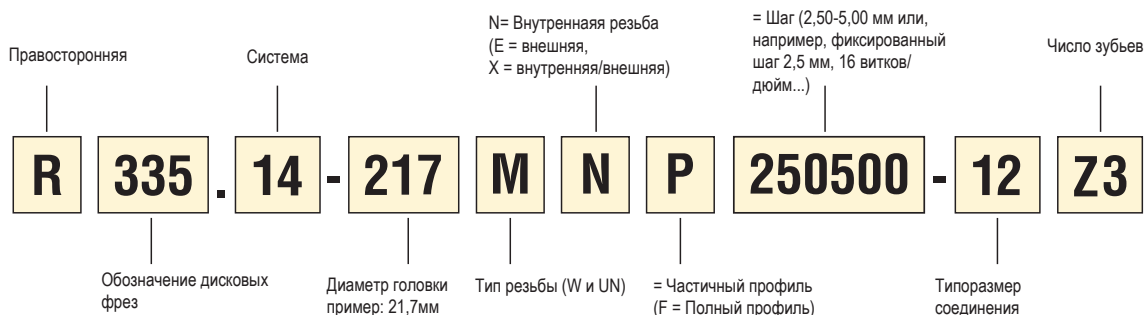 Правосторонняя
Система
N= Внутреннаяя резьба
(E = внешняя,
X = внутренняя/внешняя)
= Шаг (2,50-5,00 мм или,
например, фиксированный
шаг 2,5 мм, 16 витков/
дюйм...)
Число зубьев
R 335 . 14 - 217 M N P 250500 - 12 Z3
Обозначение дисковых
фрез
Диаметр головки
пример: 21,7мм
Тип резьбы (W и UN)
= Частичный профиль
(F = Полный профиль)
Типоразмер
соединения